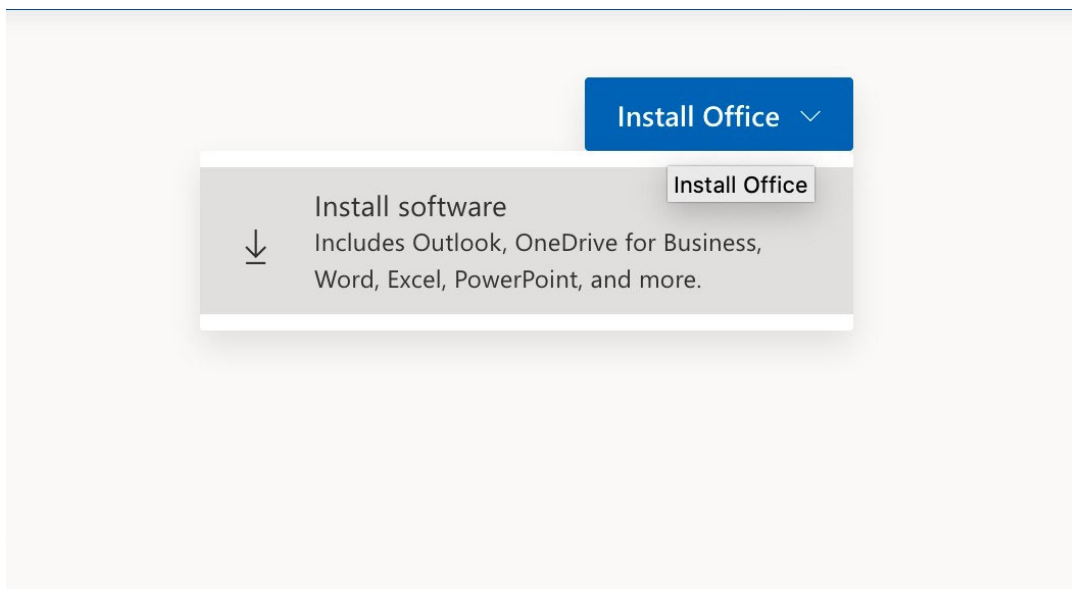 Install Office
Install Office
Install software
Includes Outlook, OneDrive for Business,
Word, Excel, PowerPoint, and more.